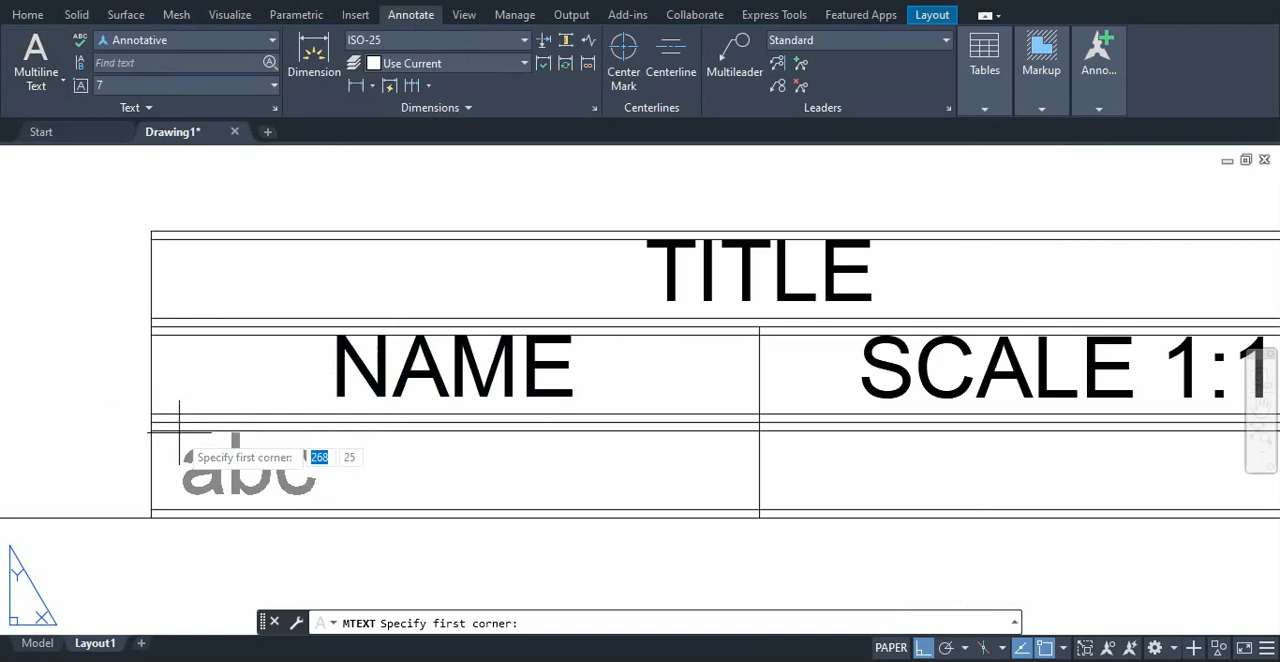 Home Solid Surface Mesh Visualize Parametric Insert Annotate View Manage Output Add-ins Collaborate Express Tools Featured Apps Layout
ABC Annotative ISO-25 Standard
Find text Use Current
Multiline Text Dimension Center Mark Centerline Multileader Tables Markup Anno...
7
Text Dimensions Centerlines Leaders
Start Drawing1*
TITLE
NAME SCALE 1:1
abc
Specify first corner: 268 25
Y
X
MTEXT Specify first corner:
Model Layout1 PAPER